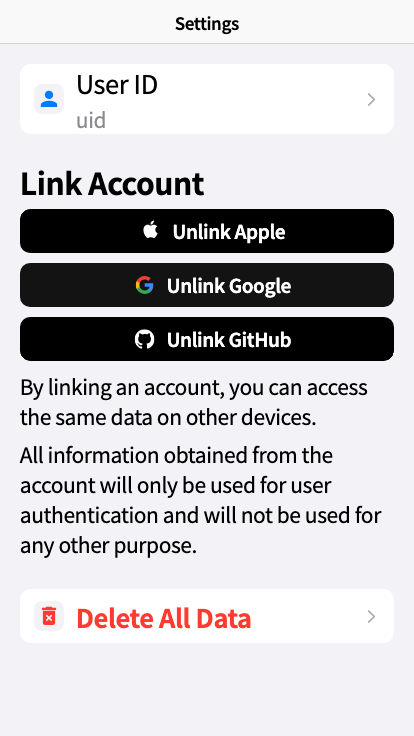 Settings
User ID
uid
Link Account
Unlink Apple
Unlink Google
Unlink GitHub
By linking an account, you can access
the same data on other devices.
All information obtained from the
account will only be used for user
authentication and will not be used for
any other purpose.
Delete All Data